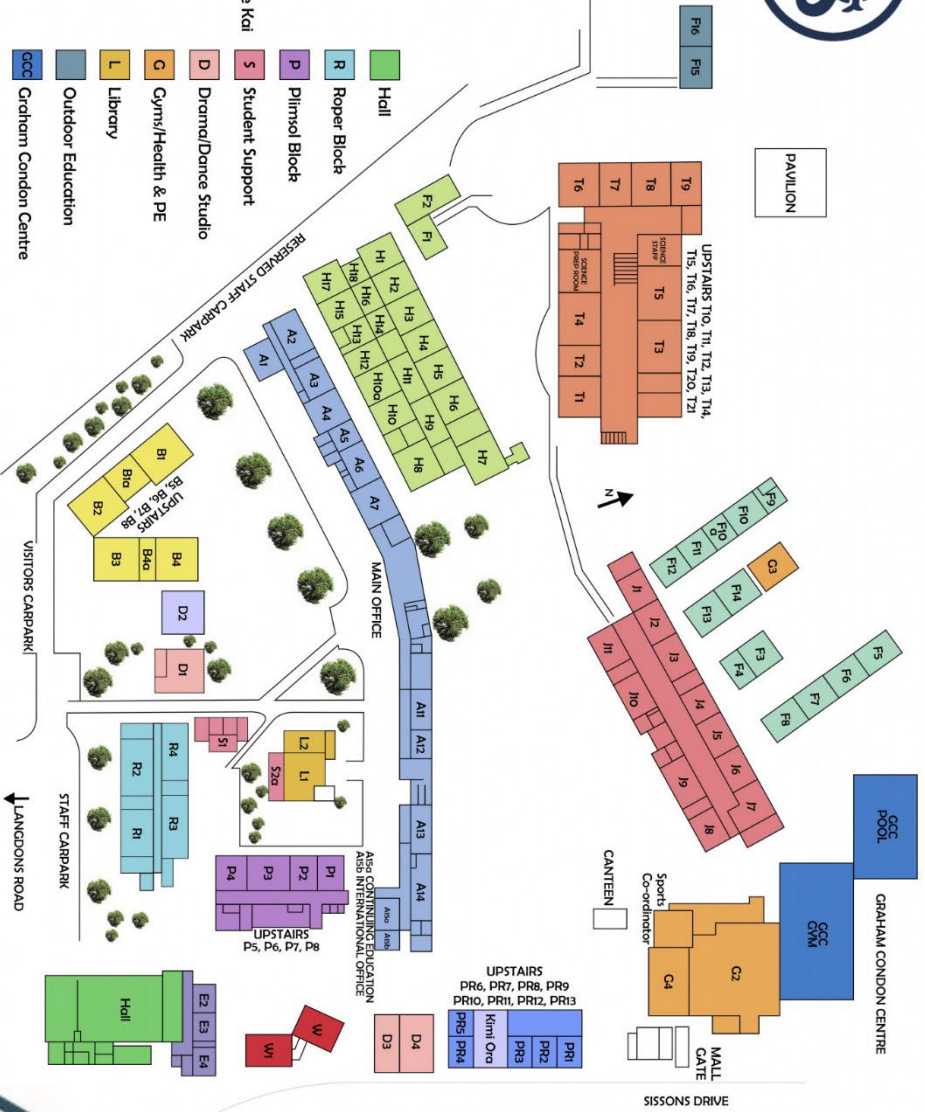 F16
F15
PAVILION
e Kai
Hall
R Roper Block
P Plimsol Block
S Student Support
D Drama/Dance Studio
G Gyms/Health & PE
L Library
Outdoor Education
GCC Graham Condon Centre
T6
T7
T8
T9
SCIENCE STAFF
SCIENCE PREP ROOM
T5
T4
T3
T2
T1
UPSTAIRS T10, T11, T12, T13, T14,
T15, T16, T17, T18, T19, T20, T21
F2
F1
RESERVED STAFF CARPARK
H1
H2
H3
H4
H5
H6
H7
H18
H16
H14
H11
H9
H8
H17
H15
H13
H12
H10a
H10
A1
A2
A3
A4
A5
A6
A7
MAIN OFFICE
A11
A12
A13
A14
A15a
A15b
A15a CONTINUING EDUCATION
A15b INTERNATIONAL OFFICE
N
F9
F10
F10
a
F11
F12
G3
F14
F13
F3
F4
F5
F6
F7
F8
J1
J2
J3
J4
J5
J6
J7
J11
J10
J9
J8
B1
B1a
B2
UPSTAIRS
B5, B6, B7, B8
B3
B4a
B4
D2
D1
VISITORS CARPARK
S1
L2
L1
S2a
R4
R2
R3
R1
STAFF CARPARK
LANGDONS ROAD
P4
P3
P2
P1
UPSTAIRS
P5, P6, P7, P8
GCC POOL
GCC GYM
GRAHAM CONDON CENTRE
CANTEEN
Sports
Co-ordinator
G2
G4
MALL
GATE
UPSTAIRS
PR6, PR7, PR8, PR9
PR10, PR11, PR12, PR13
PR5
PR4
Kimi Ora
PR3
PR2
PR1
D3
D4
W
W1
Hall
E2
E3
E4
SISSONS DRIVE